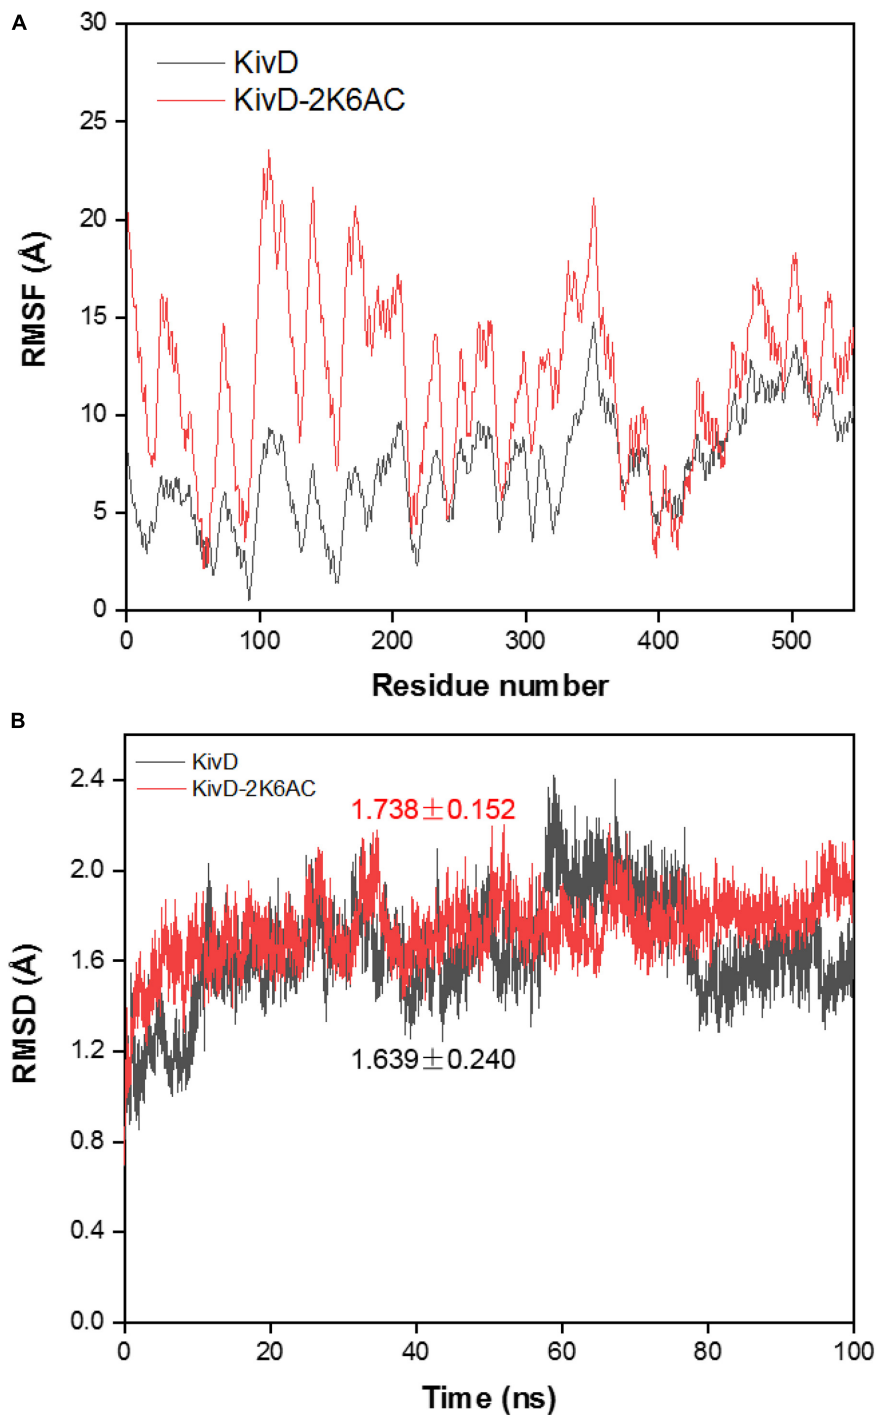 A
30
25
20
15
10
5
0
RMSF (Å)
KivD
KivD-2K6AC
0 100 200 300 400 500
Residue number
B
2.4
2.0
1.6
1.2
0.8
0.4
0.0
RMSD (Å)
KivD
KivD-2K6AC
1.738±0.152
1.639±0.240
0 20 40 60 80 100
Time (ns)